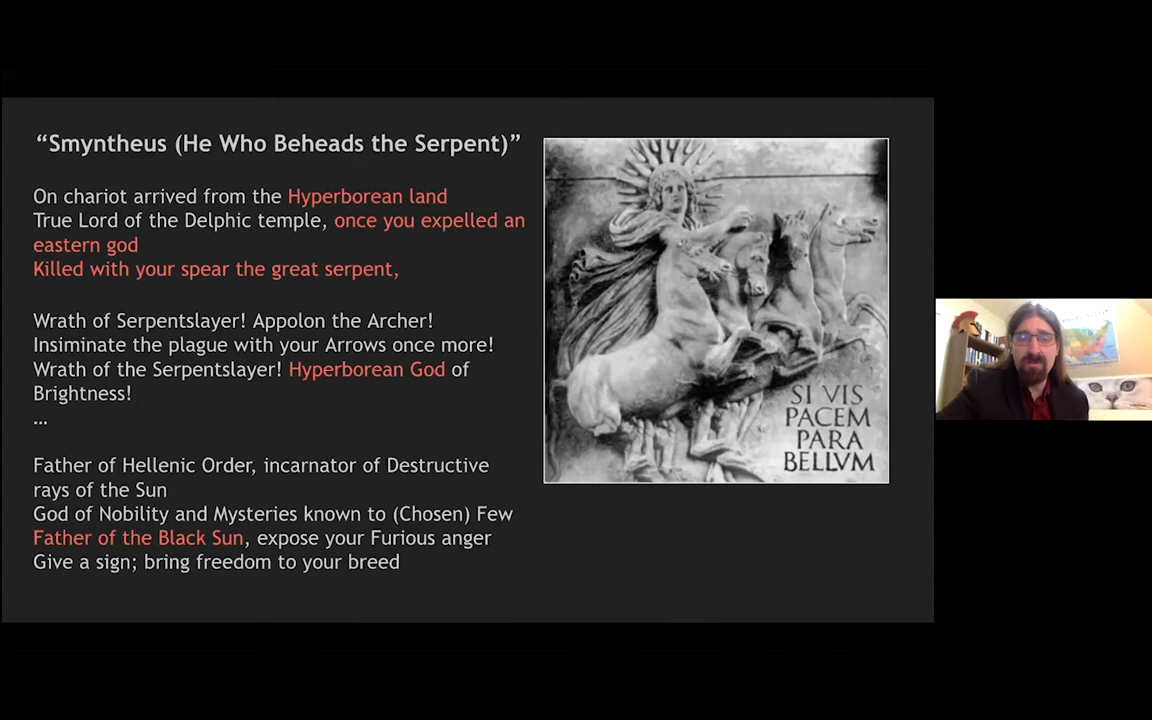 “Smyntheus (He Who Beheads the Serpent)”
On chariot arrived from the Hyperborean land
True Lord of the Delphic temple, once you expelled an
eastern god
Killed with your spear the great serpent,
Wrath of Serpentslayer! Appolon the Archer!
Insiminate the plague with your Arrows once more!
Wrath of the Serpentslayer! Hyperborean God of
Brightness!
…
Father of Hellenic Order, incarnator of Destructive
rays of the Sun
God of Nobility and Mysteries known to (Chosen) Few
Father of the Black Sun, expose your Furious anger
Give a sign; bring freedom to your breed
SI VIS
PACEM
PARA
BELLVM